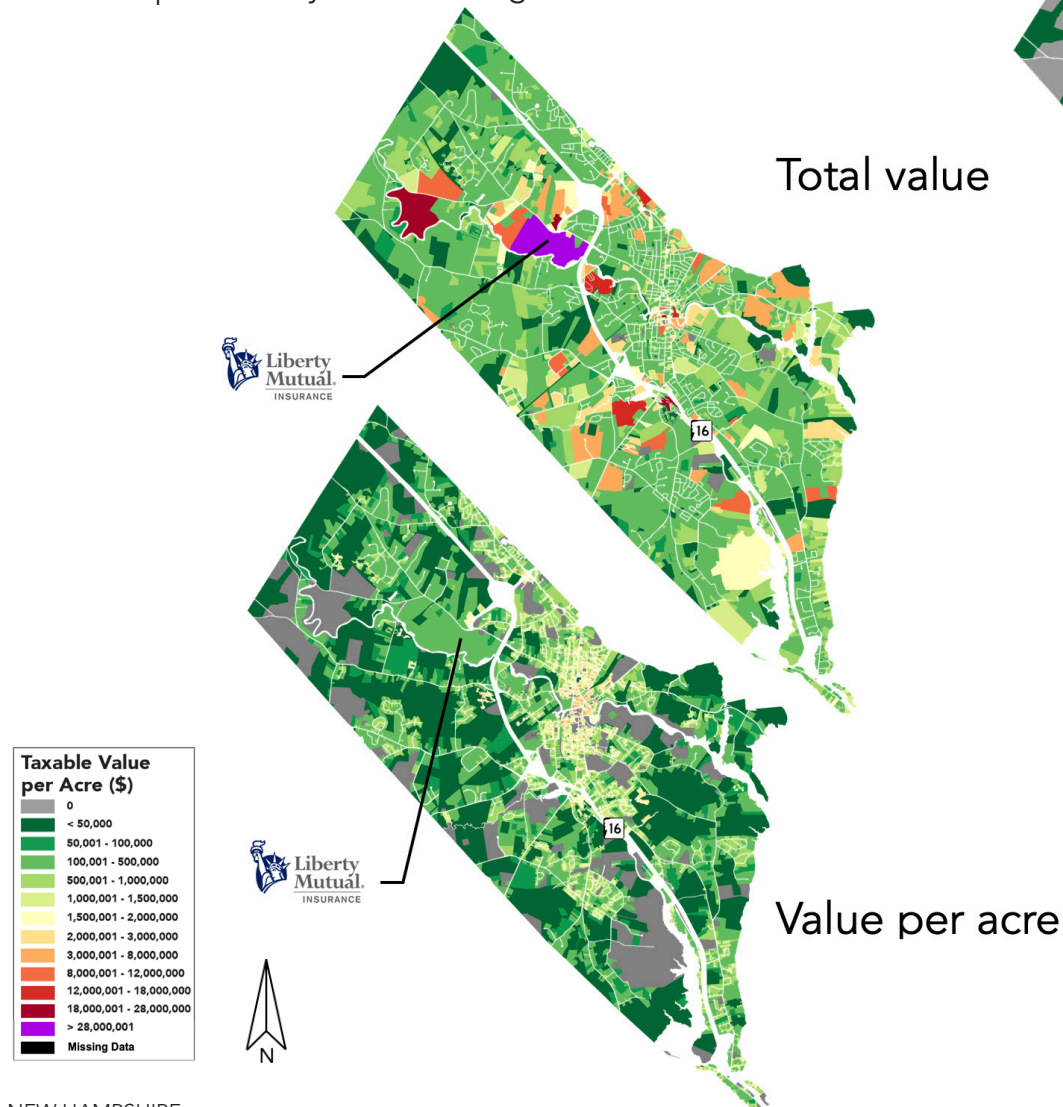 Total value
Liberty
Mutual®
INSURANCE
16
16
Liberty
Mutual®
INSURANCE
Value per acre
Taxable Value
per Acre ($)
0
< 50,000
50,001 - 100,000
100,001 - 500,000
500,001 - 1,000,000
1,000,001 - 1,500,000
1,500,001 - 2,000,000
2,000,001 - 3,000,000
3,000,001 - 8,000,000
8,000,001 - 12,000,000
12,000,001 - 18,000,000
18,000,001 - 28,000,000
> 28,000,001
Missing Data
N
NEW HAMPSHIRE